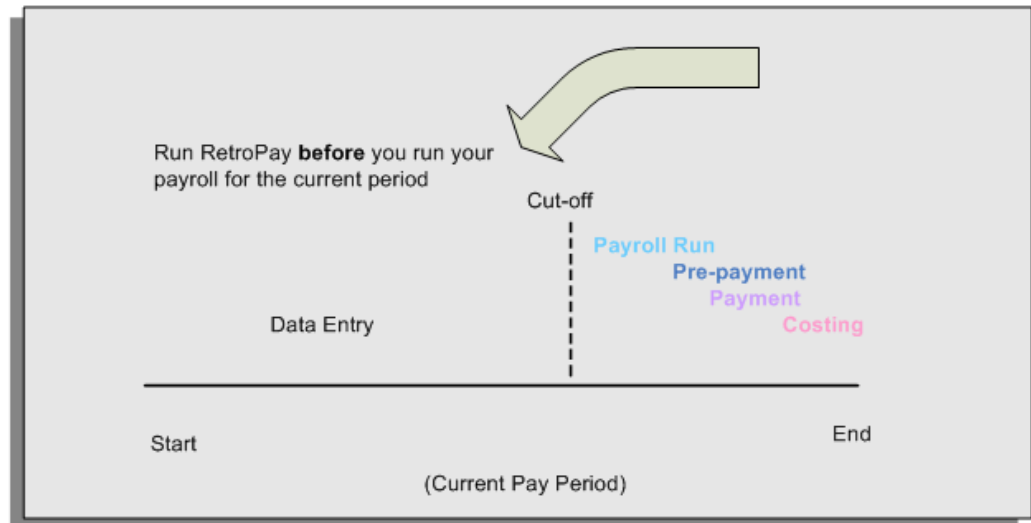 Run RetroPay before you run your
payroll for the current period
Cut-off
Payroll Run
Pre-payment
Payment
Data Entry
Costing
Start
End
(Current Pay Period)